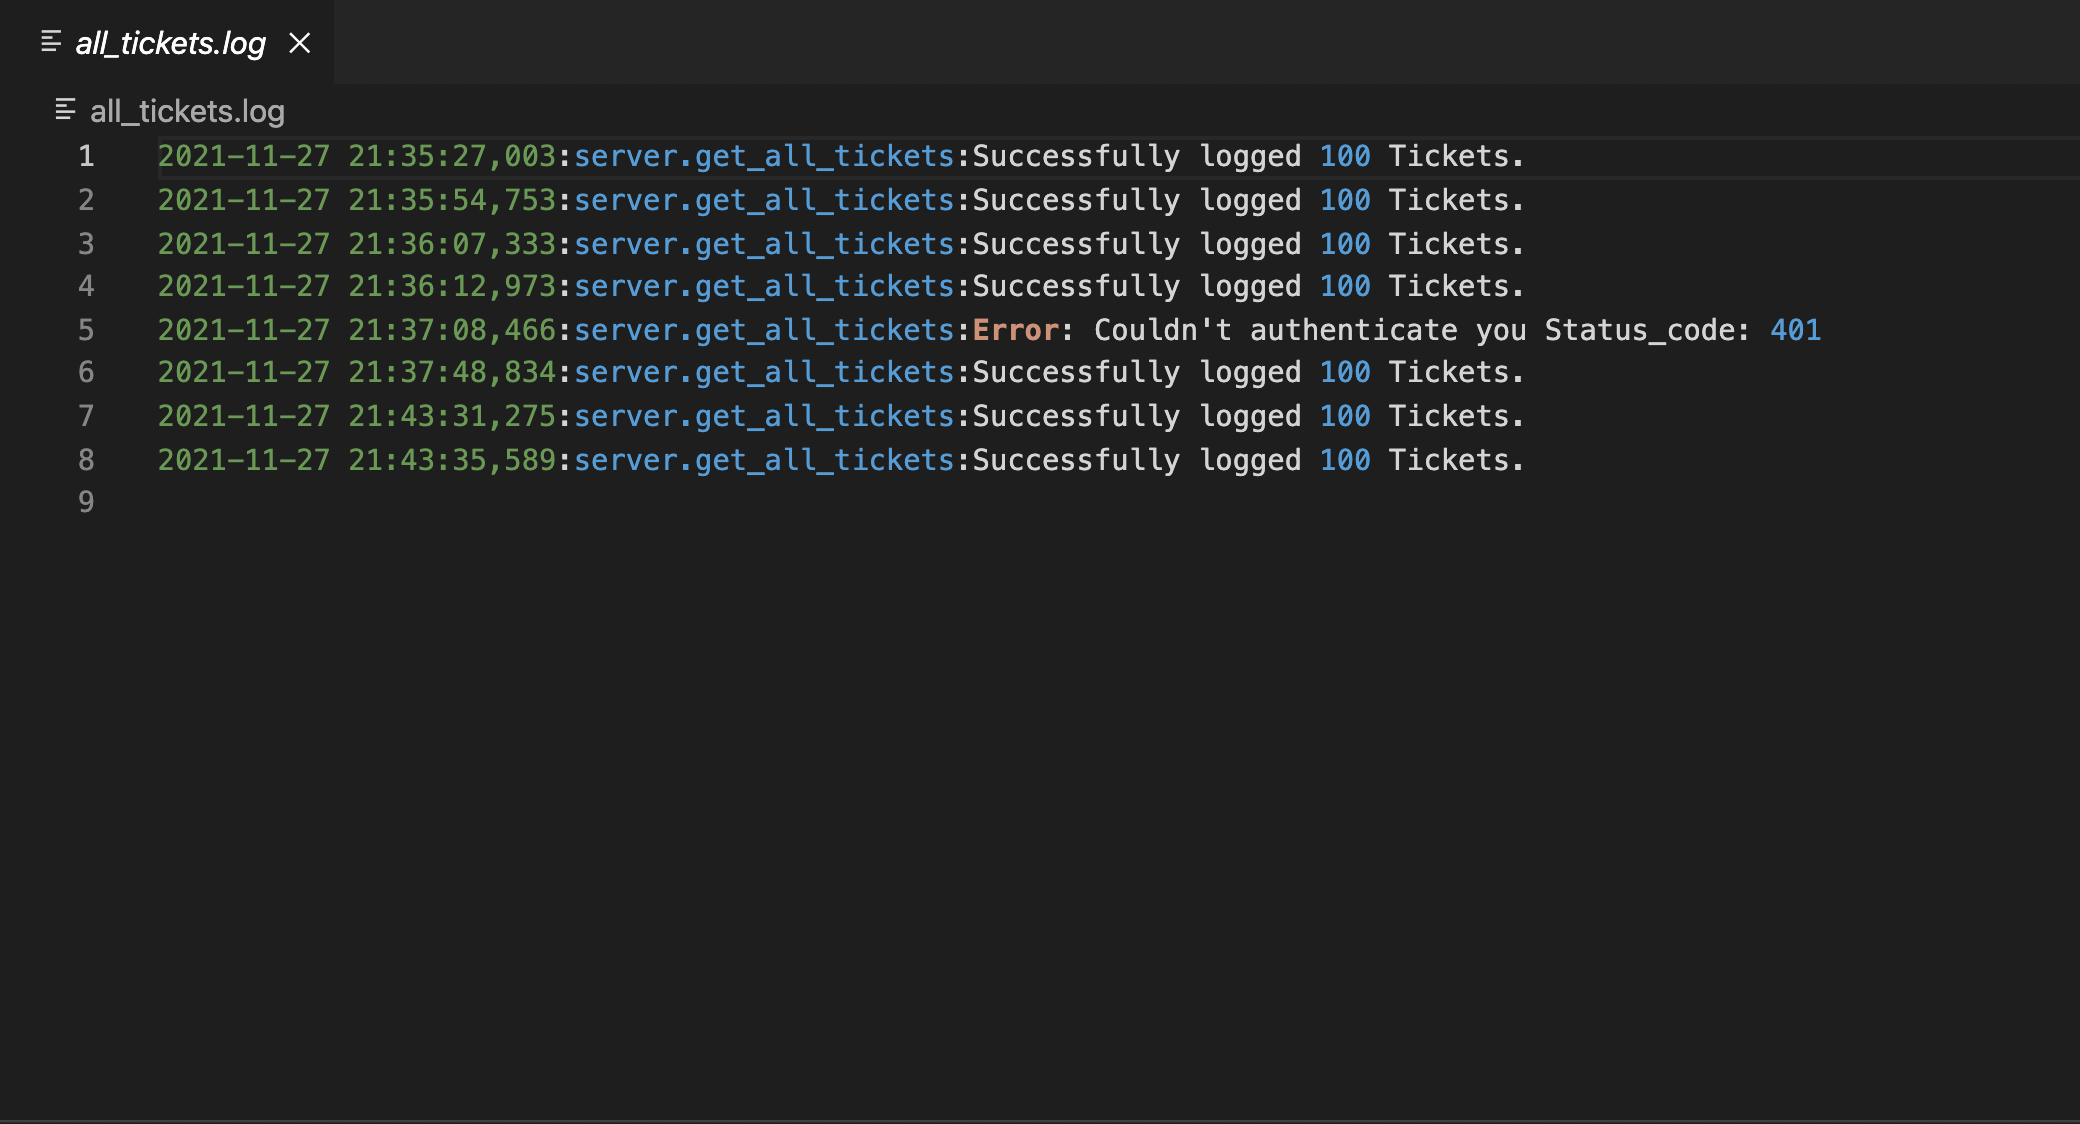 all_tickets.log
all_tickets.log
1 2021-11-27 21:35:27,003:server.get_all_tickets:Successfully logged 100 Tickets.
2 2021-11-27 21:35:54,753:server.get_all_tickets:Successfully logged 100 Tickets.
3 2021-11-27 21:36:07,333:server.get_all_tickets:Successfully logged 100 Tickets.
4 2021-11-27 21:36:12,973:server.get_all_tickets:Successfully logged 100 Tickets.
5 2021-11-27 21:37:08,466:server.get_all_tickets:Error: Couldn't authenticate you Status_code: 401
6 2021-11-27 21:37:48,834:server.get_all_tickets:Successfully logged 100 Tickets.
7 2021-11-27 21:43:31,275:server.get_all_tickets:Successfully logged 100 Tickets.
8 2021-11-27 21:43:35,589:server.get_all_tickets:Successfully logged 100 Tickets.
9